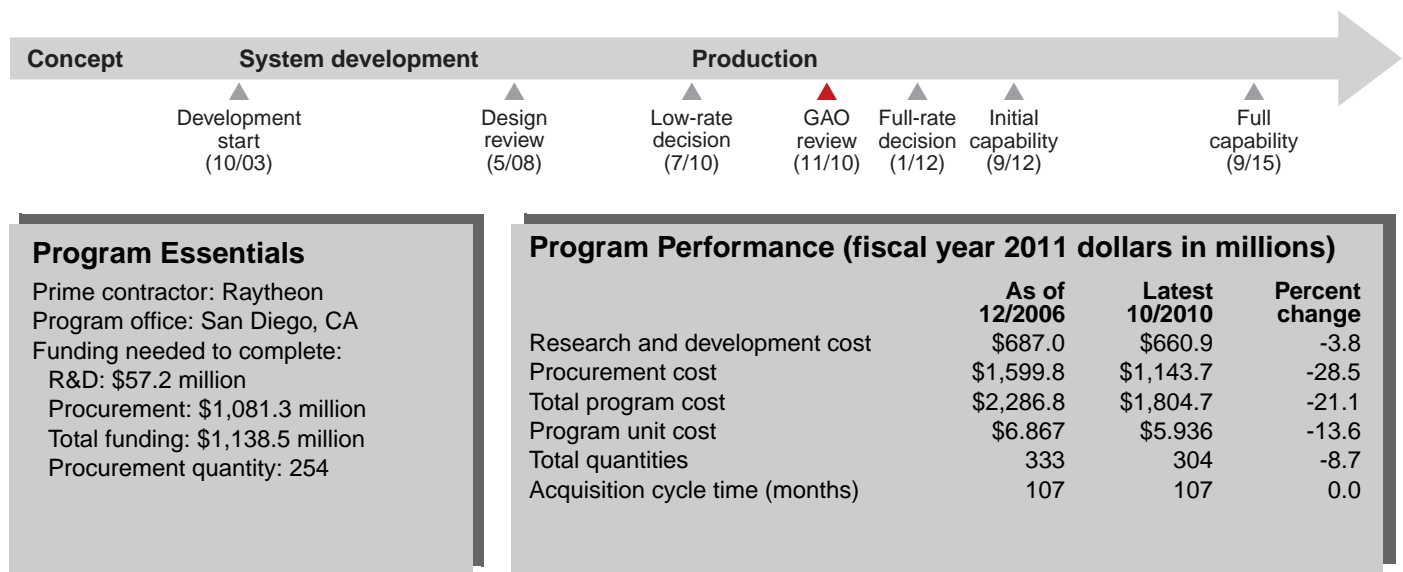 Concept System development Production
Development start (10/03)
Design review (5/08)
Low-rate decision (7/10)
GAO review (11/10)
Full-rate decision (1/12)
Initial capability (9/12)
Full capability (9/15)
Program Essentials
Prime contractor: Raytheon
Program office: San Diego, CA
Funding needed to complete:
R&D: $57.2 million
Procurement: $1,081.3 million
Total funding: $1,138.5 million
Procurement quantity: 254
Program Performance (fiscal year 2011 dollars in millions)
As of Latest Percent
12/2006 10/2010 change
Research and development cost $687.0 $660.9 -3.8
Procurement cost $1,599.8 $1,143.7 -28.5
Total program cost $2,286.8 $1,804.7 -21.1
Program unit cost $6.867 $5.936 -13.6
Total quantities 333 304 -8.7
Acquisition cycle time (months) 107 107 0.0